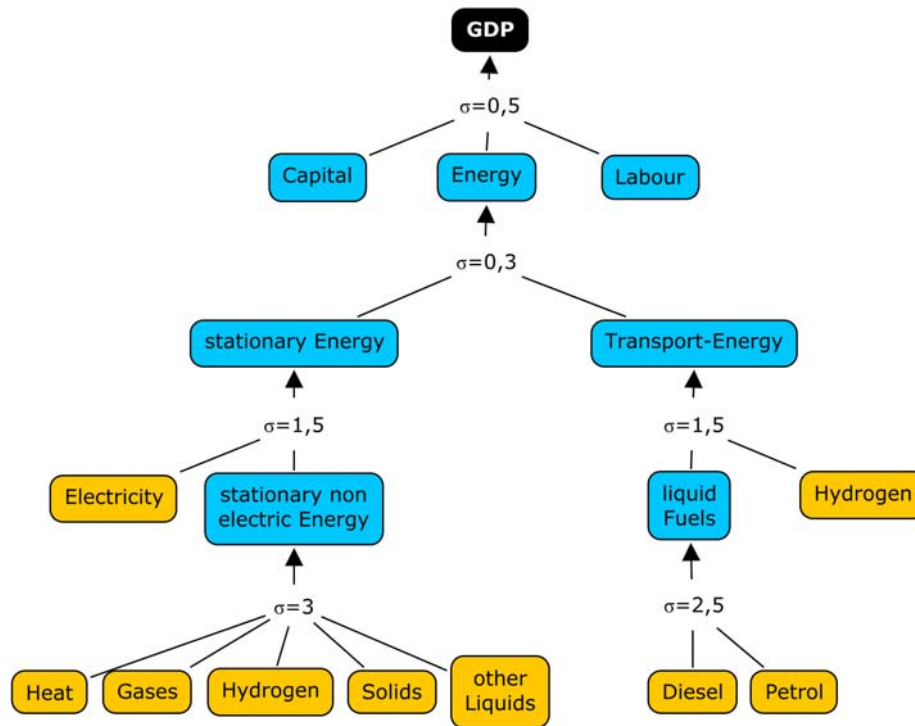 GDP
σ=0,5
Capital
Energy
Labour
σ=0,3
stationary Energy
Transport-Energy
σ=1,5
σ=1,5
Electricity
stationary non
electric Energy
liquid
Fuels
Hydrogen
σ=3
σ=2,5
Heat
Gases
Hydrogen
Solids
other
Liquids
Diesel
Petrol